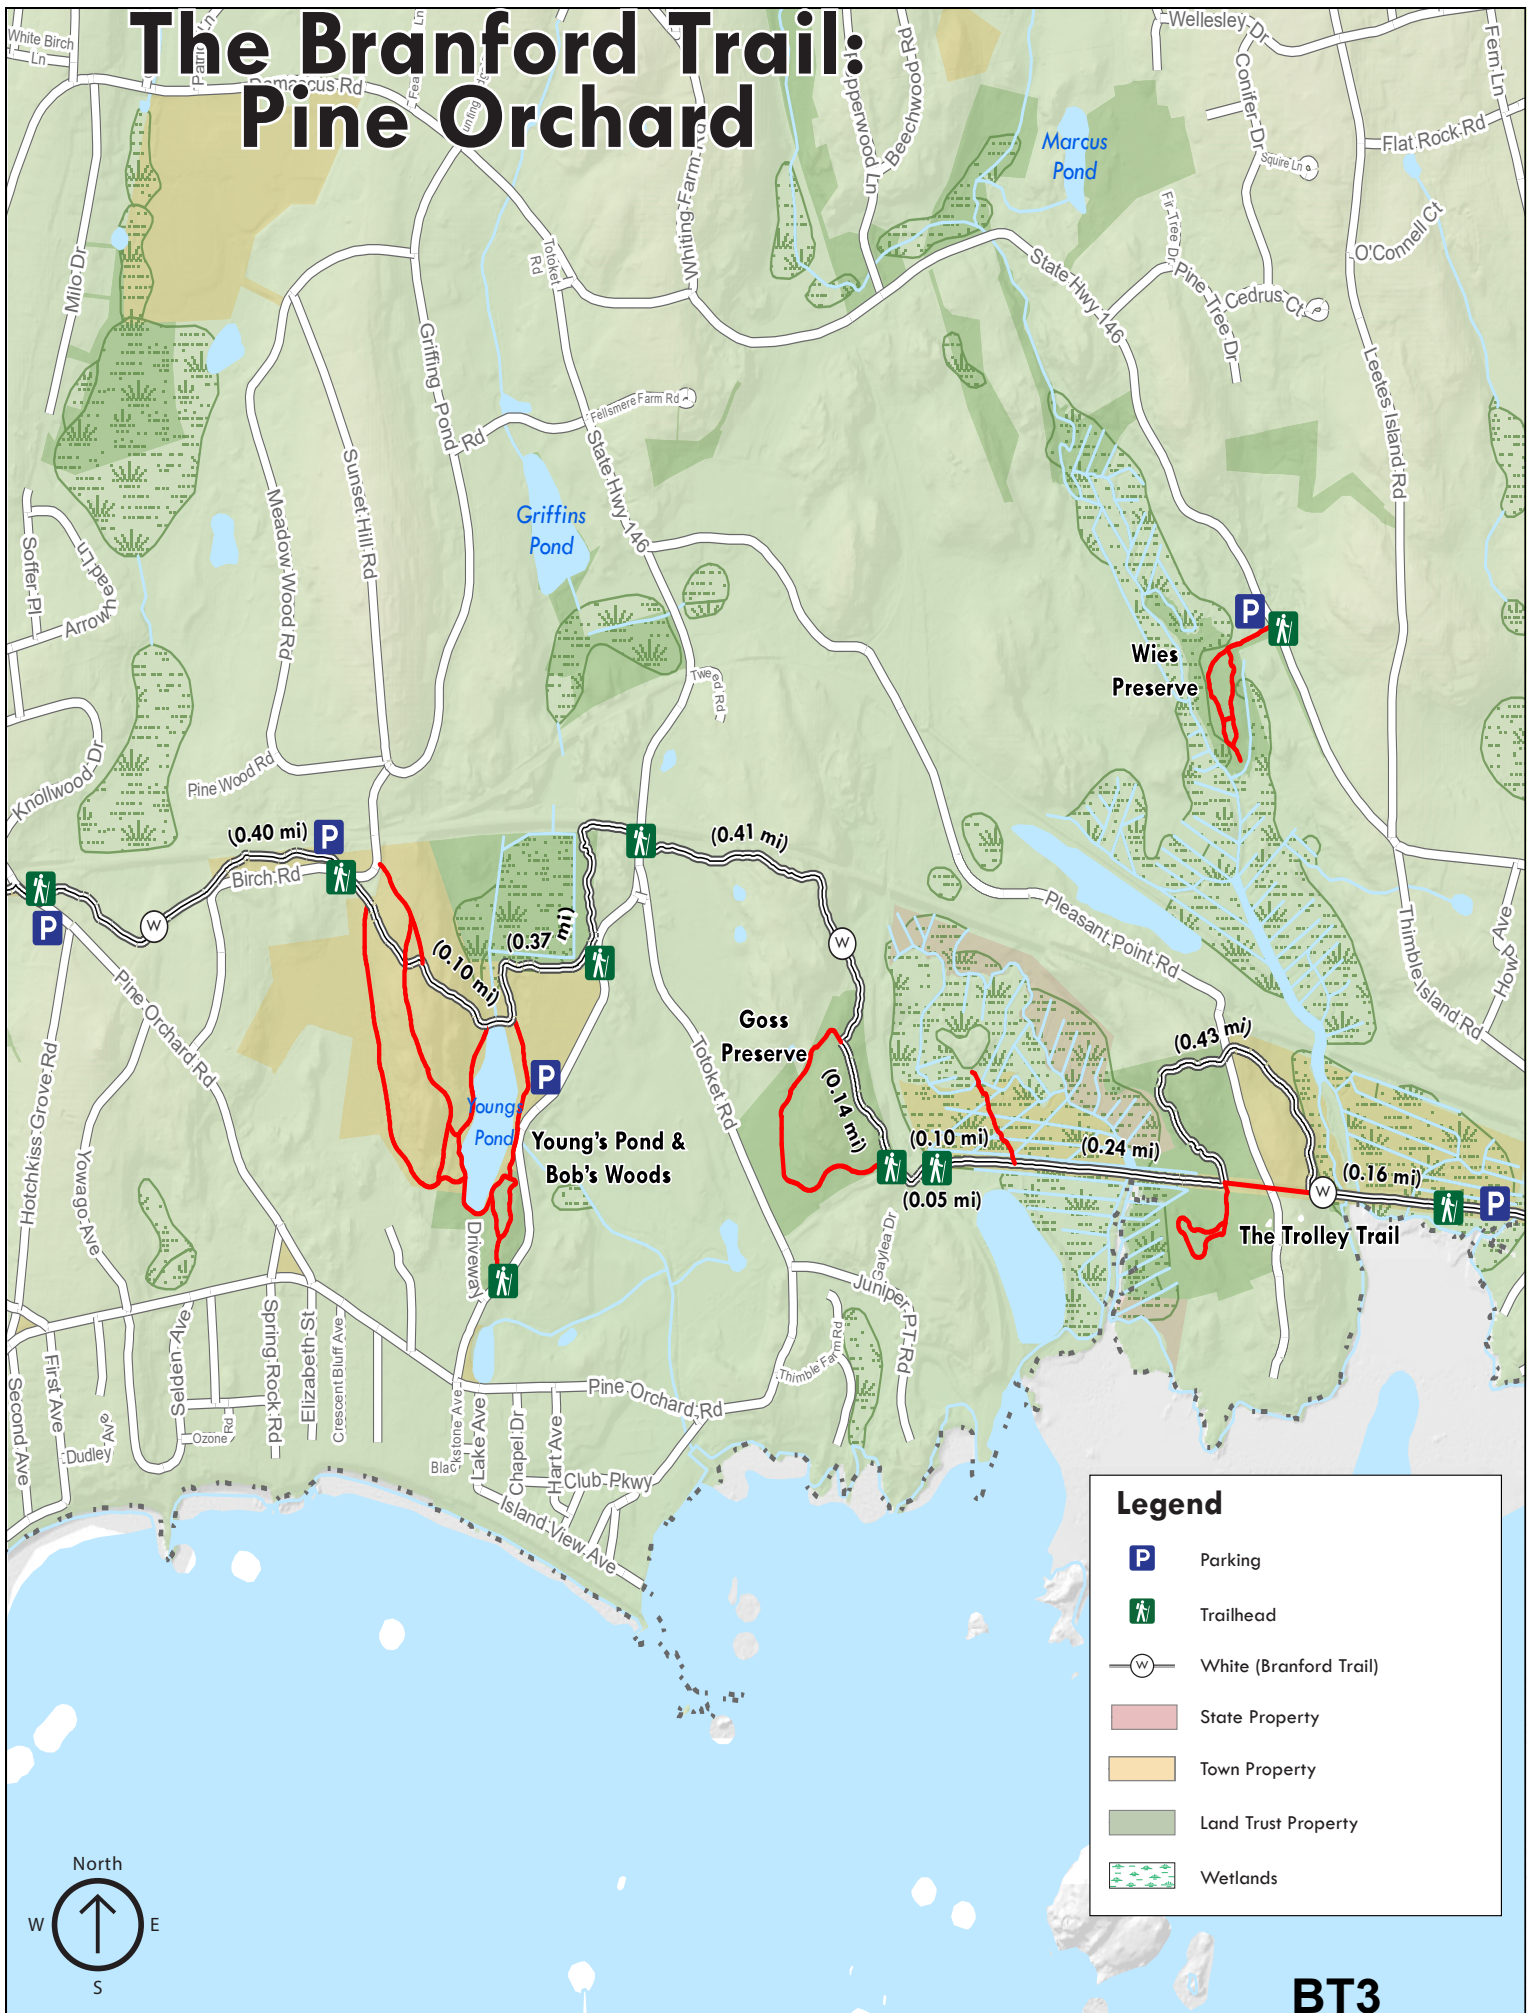 The Branford Trail:
Pine Orchard
White Birch
Ln
Damascus Rd
Milo Dr
Griffing Pond
Rd
Totoket
Rd
Whiting Farm Rd
Beechwood Rd
Marcus
Pond
Wellesley Dr
Conifer Dr
Squire Ln
Fern Ln
Flat Rock Rd
O'Connell Ct
Fir Tree Dr
Pine Tree Dr
Cedrus Ct
State Hwy 146
Leetes Island Rd
Fellsmere Farm Rd
State Hwy 146
Sunset Hill Rd
Meadow Wood Rd
Griffins
Pond
Soffer Pl
Arrowhead Ln
Tweed Rd
Wies
Preserve
P
P
Knollwood Dr
Pine Wood Rd
(0.40 mi)
Birch Rd
(0.41 mi)
P
W
W
(0.37 mi)
(0.10 mi)
Pleasant Point Rd
Thimble Island Rd
Howd Ave
Pine Orchard Rd
Hotchkiss Grove Rd
Yowago Ave
Goss
Preserve
Totoket Rd
(0.14 mi)
(0.43 mi)
P
Youngs
Pond
Young's Pond &
Bob's Woods
(0.10 mi)
(0.24 mi)
(0.05 mi)
(0.16 mi)
W
P
The Trolley Trail
Driveway
Gaylea Dr
Juniper PT Rd
Thimble Farm Rd
Pine Orchard Rd
Second Ave
First Ave
Dudley Ave
Selden Ave
Ozone Rd
Spring Rock Rd
Elizabeth St
Crescent Bluff Ave
Blackstone Ave
Lake Ave
Chapel Dr
Hart Ave
Club Pkwy
Island View Ave
Legend
P
Parking
Trailhead
W
White (Branford Trail)
State Property
Town Property
Land Trust Property
Wetlands
North
W
E
S
BT3